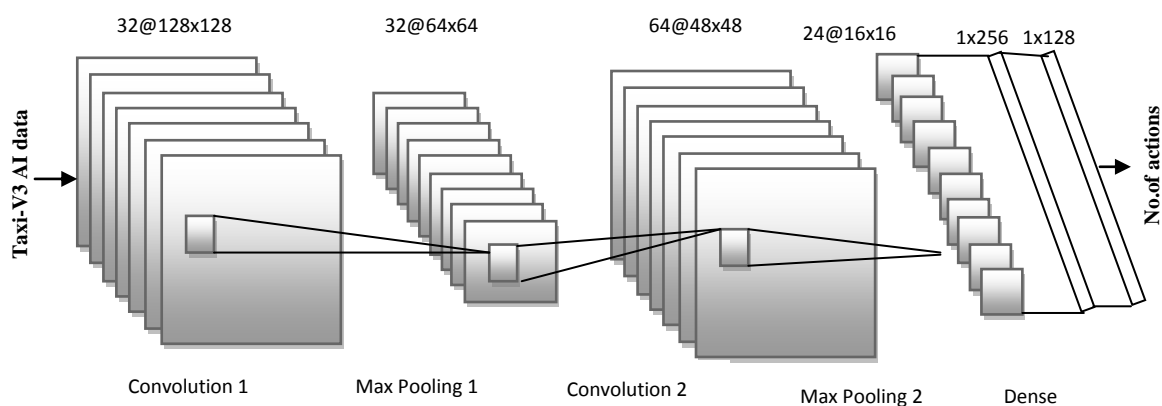 32@128x128
32@64x64
64@48x48
24@16x16
1x256
1x128
Taxi-V3 AI data
No.of actions
Convolution 1
Max Pooling 1
Convolution 2
Max Pooling 2
Dense